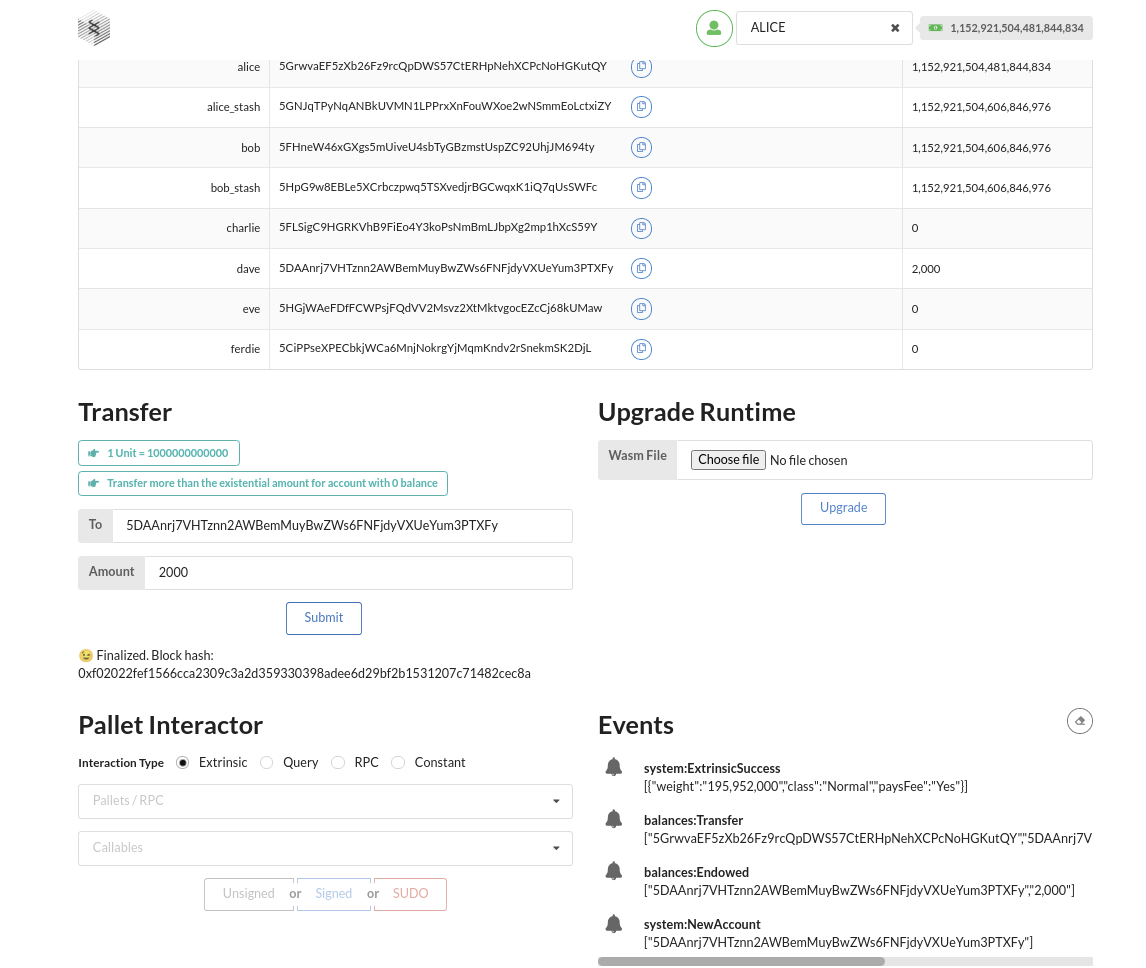 ALICE
1,152,921,504,481,844,834
alice 5GrwvaEF5zXb26Fz9rcQpDWS57CtERHpNehXCPcNoHGKutQY 1,152,921,504,481,844,834
alice_stash 5GNJqTPyNqANBkUVMN1LPPrxXnFouWXoe2wNSmmEoLctxiZY 1,152,921,504,606,846,976
bob 5FHneW46xGXgs5mUiveU4sbTyGBzmstUspZC92UhjJM694ty 1,152,921,504,606,846,976
bob_stash 5HpG9w8EBLe5XCrbczpwq5TSXvedjrBGCwqxK1iQ7qUsSWFc 1,152,921,504,606,846,976
charlie 5FLSigC9HGRKVhB9FiEo4Y3koPsNmBmLJbpXg2mp1hXcS59Y 0
dave 5DAAnrj7VHTznn2AWBemMuyBwZWs6FNFjdyVXUeYum3PTXFy 2,000
eve 5HGjWAeFDfFCWPsjFQdVV2Msvz2XtMktvgocEZcCj68kUMaw 0
ferdie 5CiPPseXPECbkjWCa6MnjNokrgYjMqmKndv2rSnekmSK2DjL 0
Transfer
1 Unit = 1000000000000
Transfer more than the existential amount for account with 0 balance
To 5DAAnrj7VHTznn2AWBemMuyBwZWs6FNFjdyVXUeYum3PTXFy
Amount 2000
Submit
😉 Finalized. Block hash:
0xf02022fef1566cca2309c3a2d359330398adee6d29bf2b1531207c71482cec8a
Upgrade Runtime
Wasm File Choose file No file chosen
Upgrade
Pallet Interactor
Interaction Type Extrinsic Query RPC Constant
Pallets / RPC
Callables
Unsigned or Signed or SUDO
Events
system:ExtrinsicSuccess
[{"weight":"195,952,000","class":"Normal","paysFee":"Yes"}]
balances:Transfer
["5GrwvaEF5zXb26Fz9rcQpDWS57CtERHpNehXCPcNoHGKutQY","5DAAnrj7V
balances:Endowed
["5DAAnrj7VHTznn2AWBemMuyBwZWs6FNFjdyVXUeYum3PTXFy","2,000"]
system:NewAccount
["5DAAnrj7VHTznn2AWBemMuyBwZWs6FNFjdyVXUeYum3PTXFy"]